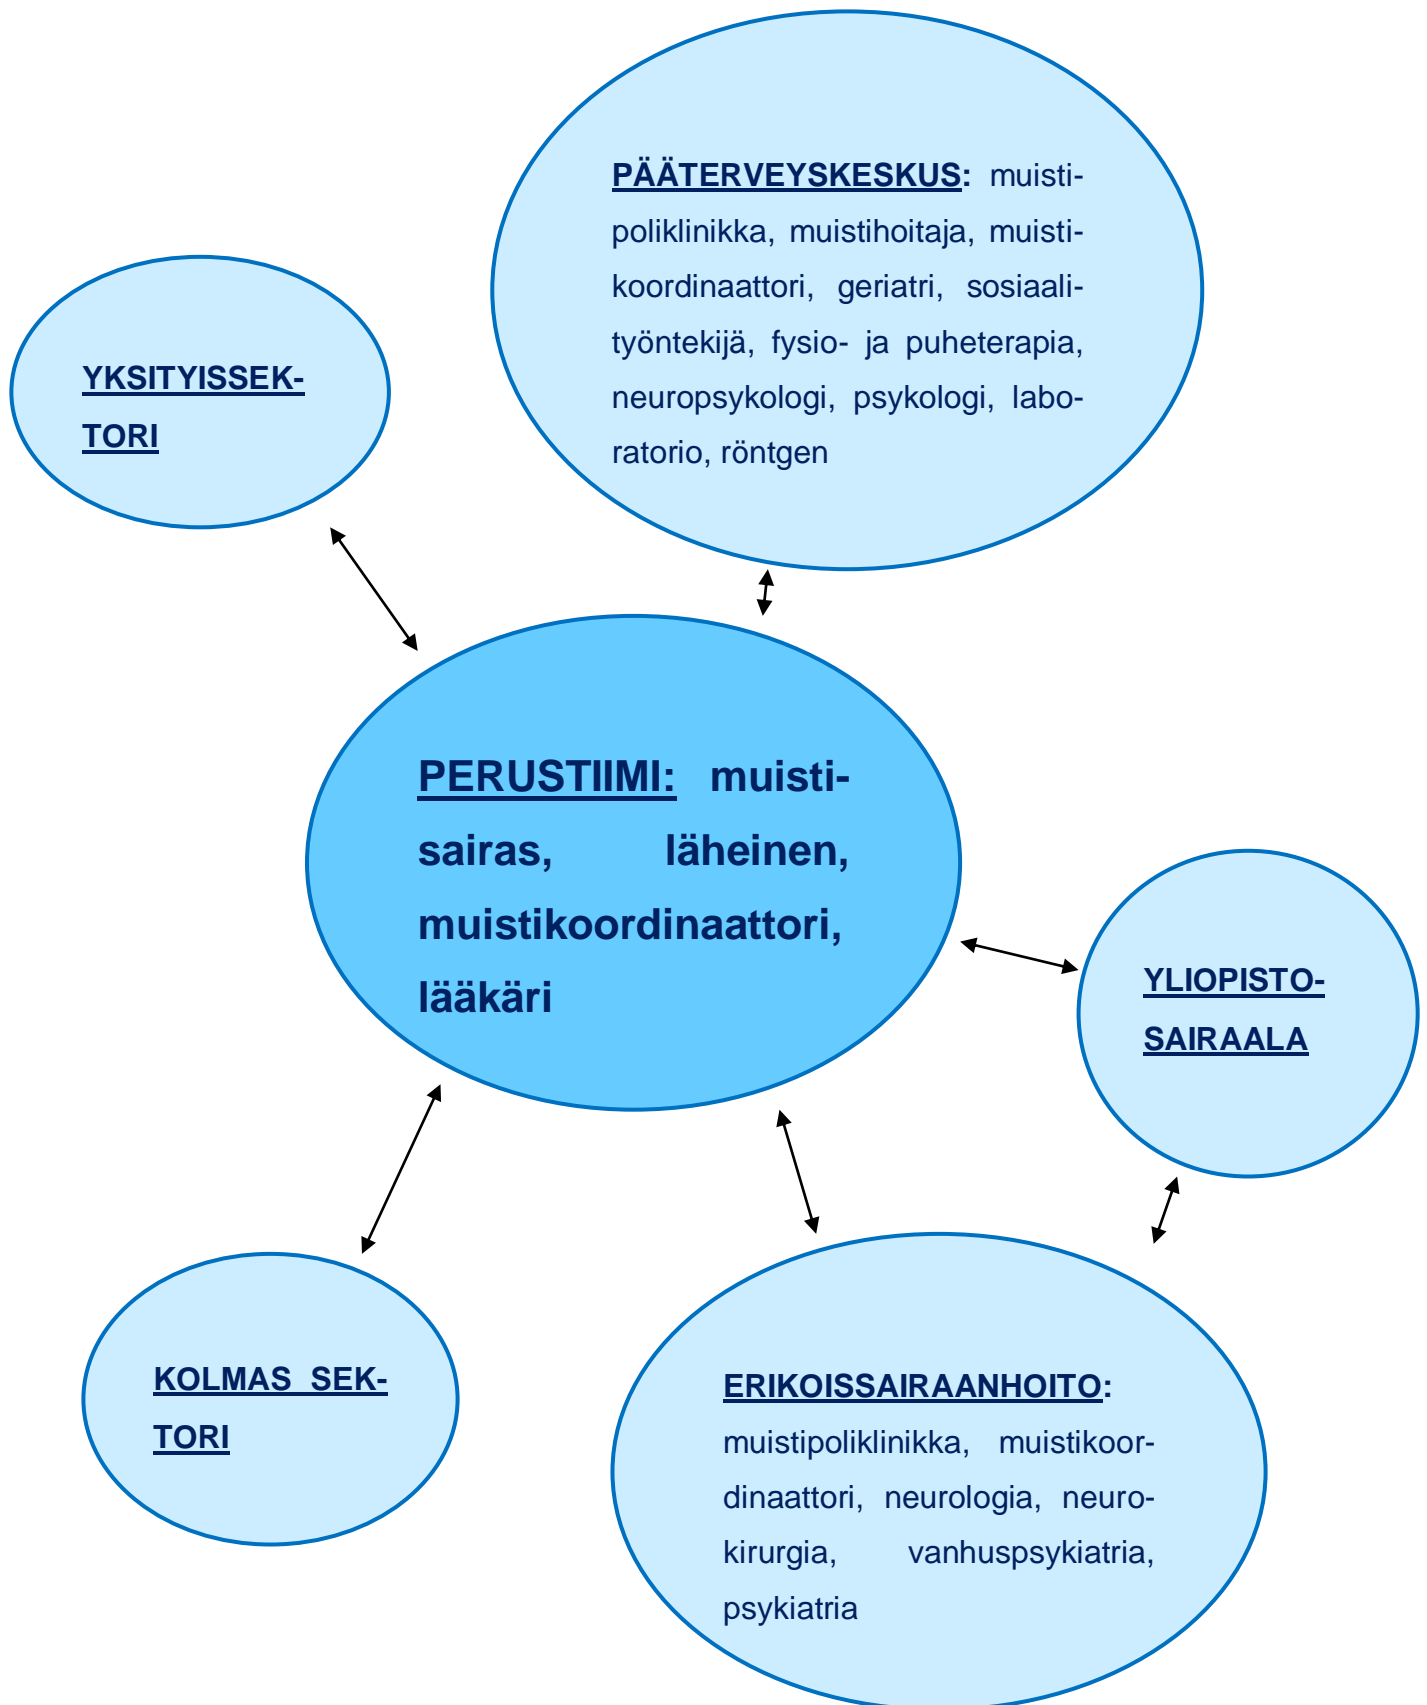 PÄÄTERVEYSKESKUS: muisti-
poliklinikka, muistihoitaja, muisti-
koordinaattori, geriatri, sosiaali-
työntekijä, fysio- ja puheterapia,
neuropsykologi, psykologi, labo-
ratorio, röntgen
YKSITYISSEK-
TORI
PERUSTIIMI: muisti-
sairas, läheinen,
muistikoordinaattori,
lääkäri
YLIOPISTO-
SAIRAALA
KOLMAS SEK-
TORI
ERIKOISSAIRAANHOITO:
muistipoliklinikka, muistikoor-
dinaattori, neurologia, neuro-
kirurgia, vanhuspsykiatria,
psykiatria